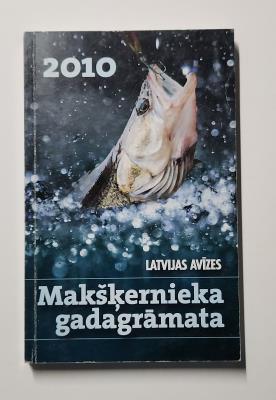 2010
LATVIJAS AVĪZES
Makšķernieka
gadagrāmata